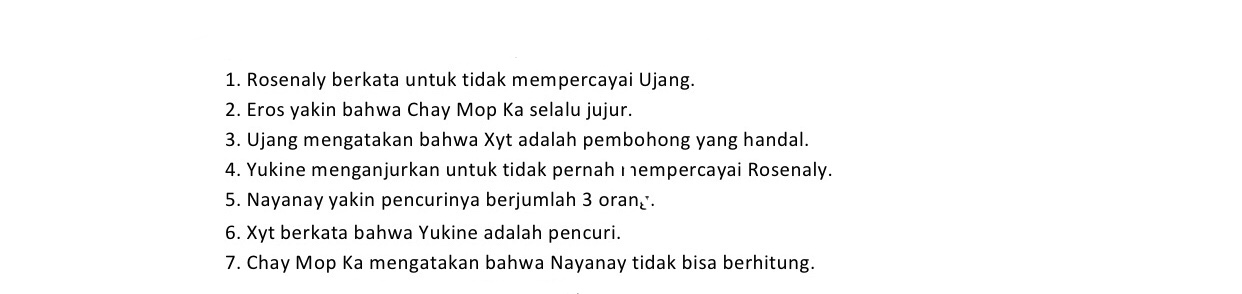 1. Rosenaly berkata untuk tidak mempercayai Ujang.
2. Eros yakin bahwa Chay Mop Ka selalu jujur.
3. Ujang mengatakan bahwa Xyt adalah pembohong yang handal.
4. Yukine menganjurkan untuk tidak pernah mempercayai Rosenaly.
5. Nayanay yakin pencurinya berjumlah 3 orang.
6. Xyt berkata bahwa Yukine adalah pencuri.
7. Chay Mop Ka mengatakan bahwa Nayanay tidak bisa berhitung.